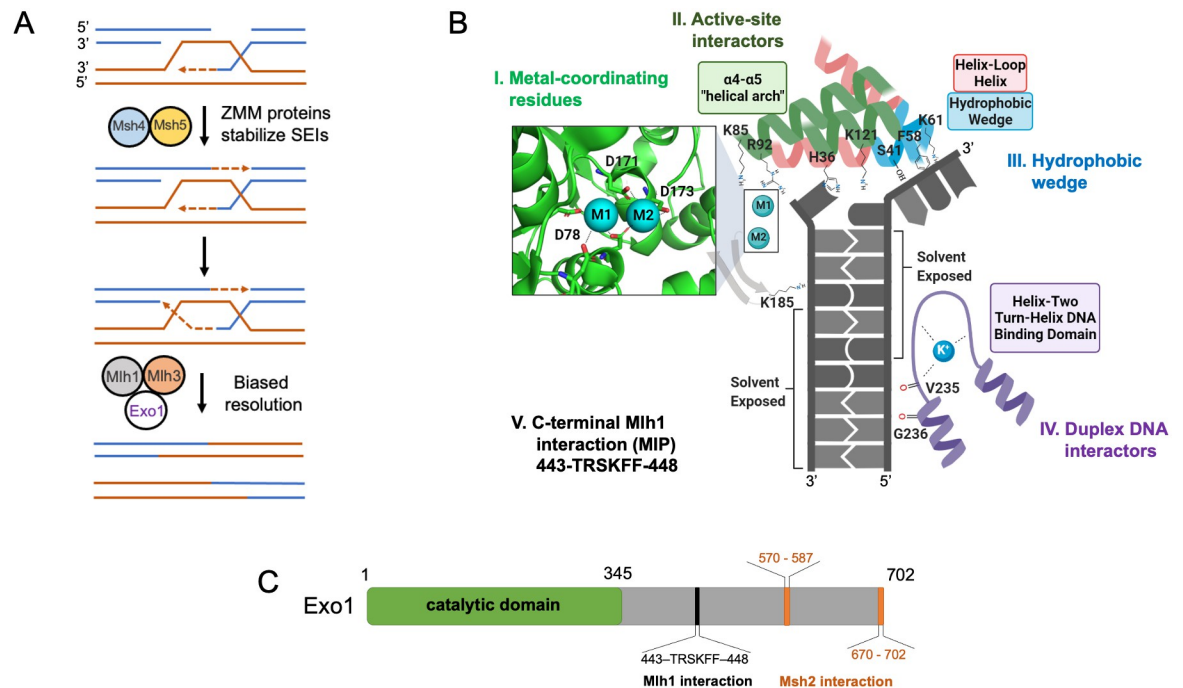 A
5'
3'
3'
5'
Msh4
Msh5
ZMM proteins
stabilize SEIs
Mlh1
Mlh3
Exo1
Biased
resolution
B
II. Active-site
interactors
I. Metal-coordinating
residues
α4-α5
"helical arch"
Helix-Loop
Helix
Hydrophobic
Wedge
K85
R92
H36
K121
S41
F58
K61
OH
3'
III. Hydrophobic
wedge
D171
D173
M1
M2
D78
M1
M2
K185
Solvent
Exposed
Solvent
Exposed
Helix-Two
Turn-Helix DNA
Binding Domain
K+
O
V235
O
G236
IV. Duplex DNA
interactors
V. C-terminal Mlh1
interaction (MIP)
443-TRSKFF-448
3'
5'
C
1
345
570 - 587
702
Exo1
catalytic domain
443–TRSKFF–448
670 - 702
Mlh1 interaction
Msh2 interaction